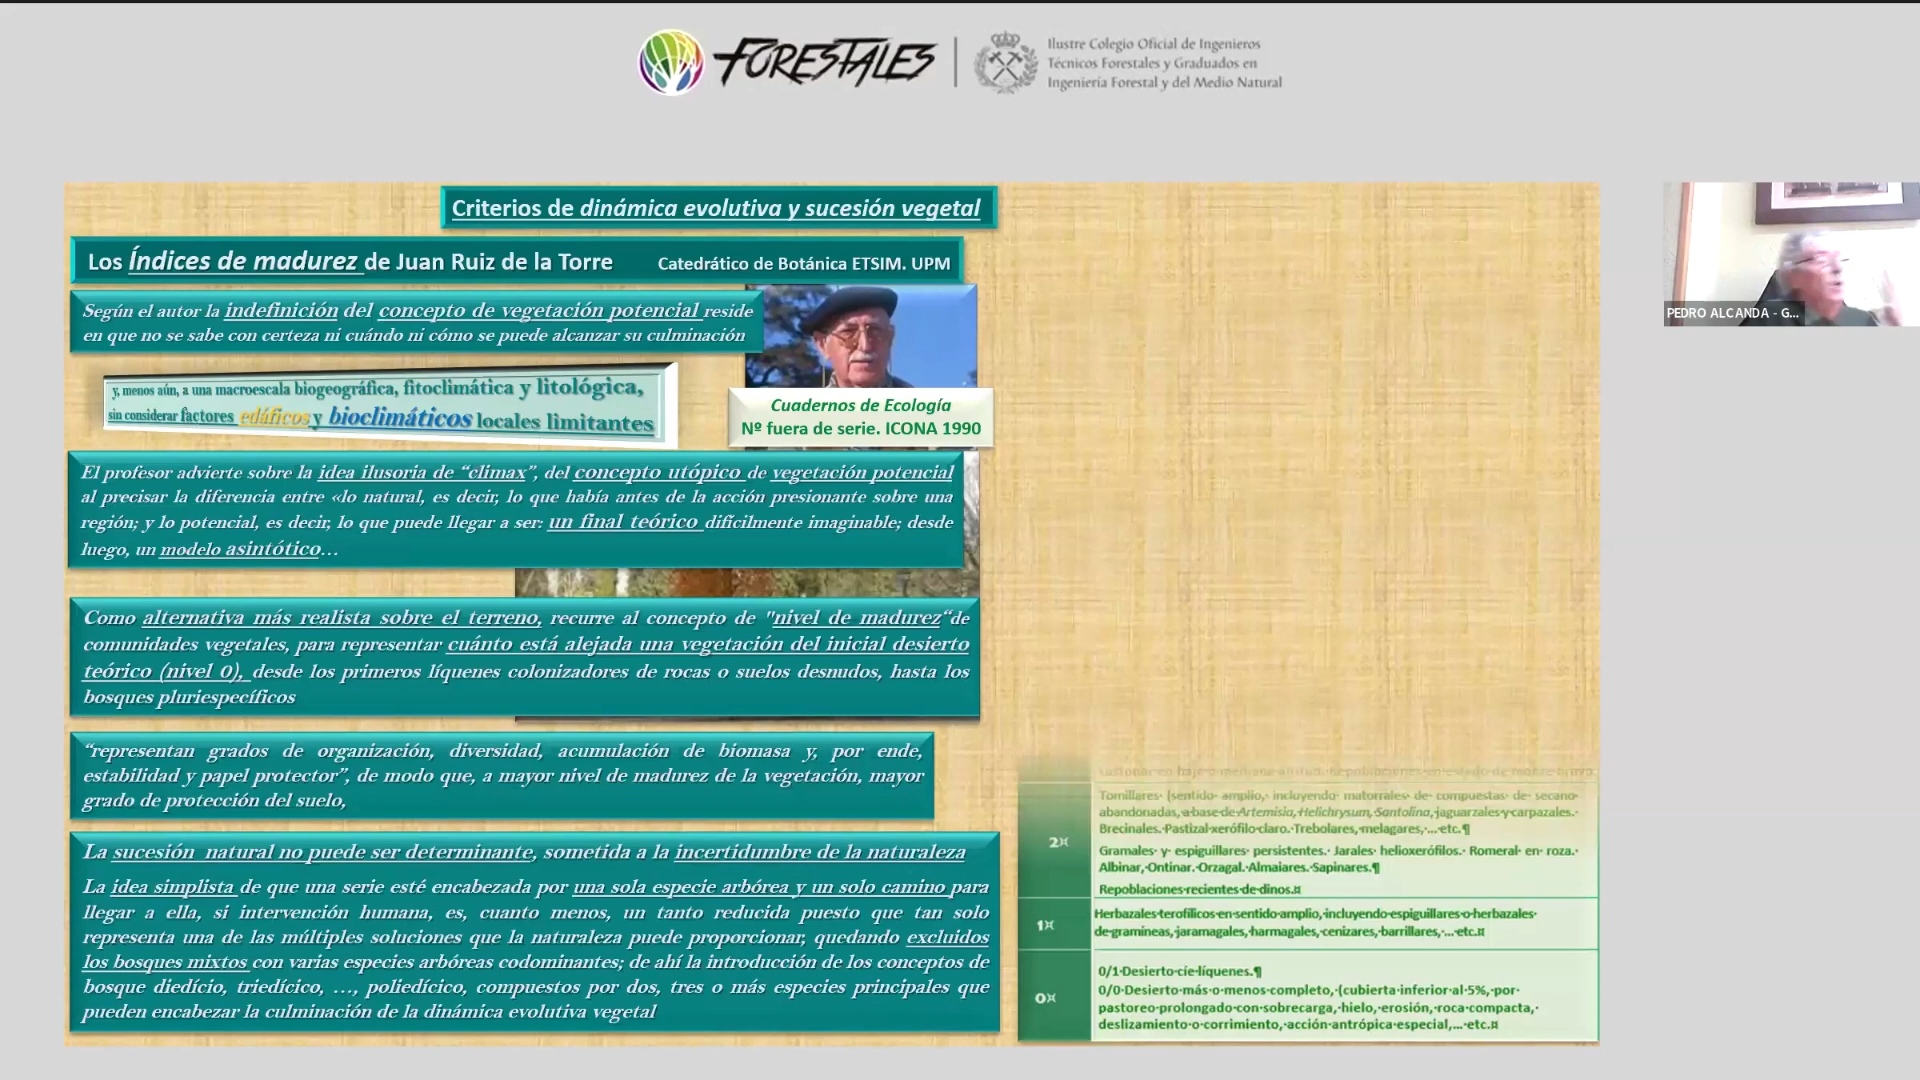 FORESTALES
Ilustre Colegio Oficial de Ingenieros
Técnicos Forestales y Graduados en
Ingeniería Forestal y del Medio Natural
Criterios de dinámica evolutiva y sucesión vegetal
Los Índices de madurez de Juan Ruiz de la Torre Catedrático de Botánica ETSIM. UPM
Según el autor la indefinición del concepto de vegetación potencial reside
en que no se sabe con certeza ni cuándo ni cómo se puede alcanzar su culminación
y, menos aún, a una macroescala biogeográfica, fitoclimática y litológica,
sin considerar factores edáficos y bioclimáticos locales limitantes
Cuadernos de Ecología
Nº fuera de serie. ICONA 1990
El profesor advierte sobre la idea ilusoria de “climax”, del concepto utópico de vegetación potencial
al precisar la diferencia entre «lo natural, es decir, lo que había antes de la acción presionante sobre una
región; y lo potencial, es decir, lo que puede llegar a ser: un final teórico difícilmente imaginable; desde
luego, un modelo asintótico…
Como alternativa más realista sobre el terreno, recurre al concepto de "nivel de madurez“de
comunidades vegetales, para representar cuánto está alejada una vegetación del inicial desierto
teórico (nivel 0), desde los primeros líquenes colonizadores de rocas o suelos desnudos, hasta los
bosques pluriespecíficos
“representan grados de organización, diversidad, acumulación de biomasa y, por ende,
estabilidad y papel protector”, de modo que, a mayor nivel de madurez de la vegetación, mayor
grado de protección del suelo,
La sucesión natural no puede ser determinante, sometida a la incertidumbre de la naturaleza
La idea simplista de que una serie esté encabezada por una sola especie arbórea y un solo camino para
llegar a ella, si intervención humana, es, cuanto menos, un tanto reducida puesto que tan solo
representa una de las múltiples soluciones que la naturaleza puede proporcionar, quedando excluidos
los bosques mixtos con varias especies arbóreas codominantes; de ahí la introducción de los conceptos de
bosque diedício, triedícico, …, poliedícico, compuestos por dos, tres o más especies principales que
pueden encabezar la culminación de la dinámica evolutiva vegetal
2¤
Tomillares· (sentido· amplio,· incluyendo· matorrales· de· compuestas· de· secano·
abandonadas,·a·base·de·Artemisia,·Helichrysum,·Santolina,·jaguarzales·y·carpazales.·
Brecinales.·Pastizal·xerófilo·claro.·Trebolares,·melagares,·...·etc.¶
Gramales· y· espiguillares· persistentes.· Jarales· helioxerófilos.· Romeral· en· roza.·
Albinar,·Ontinar.·Orzagal.·Almaiares.·Sapinares.¶
Repoblaciones·recientes·de·dinos.¤
1¤
Herbazales·terofílicos·en·sentido·amplio,·incluyendo·espiguillares·o·herbazales·
de·gramíneas,·jaramagales,·harmagales,·cenizares,·barrillares,·...·etc.¤
0¤
0/1·Desierto·cíe·líquenes.¶
0/0·Desierto·más·o·menos·completo,·(cubierta·inferior·al·5%,·por·
pastoreo·prolongado·con·sobrecarga,·hielo,·erosión,·roca·compacta,·
deslizamiento·o·corrimiento,·acción·antrópica·especial,...·etc.¤
PEDRO ALCANDA - G...